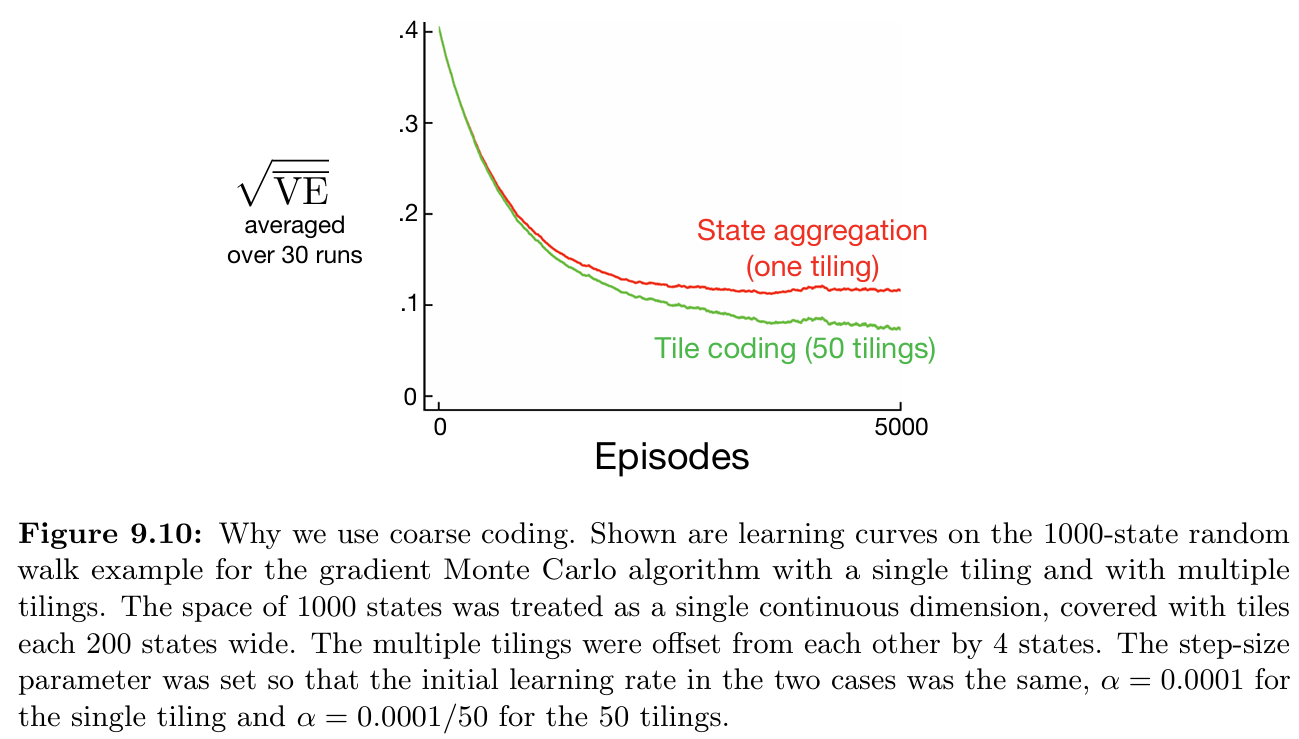 .4
.3
√VE
averaged
over 30 runs
.2
State aggregation
(one tiling)
.1
Tile coding (50 tilings)
0
0 5000
Episodes
Figure 9.10: Why we use coarse coding. Shown are learning curves on the 1000-state random
walk example for the gradient Monte Carlo algorithm with a single tiling and with multiple
tilings. The space of 1000 states was treated as a single continuous dimension, covered with tiles
each 200 states wide. The multiple tilings were offset from each other by 4 states. The step-size
parameter was set so that the initial learning rate in the two cases was the same, α = 0.0001 for
the single tiling and α = 0.0001/50 for the 50 tilings.